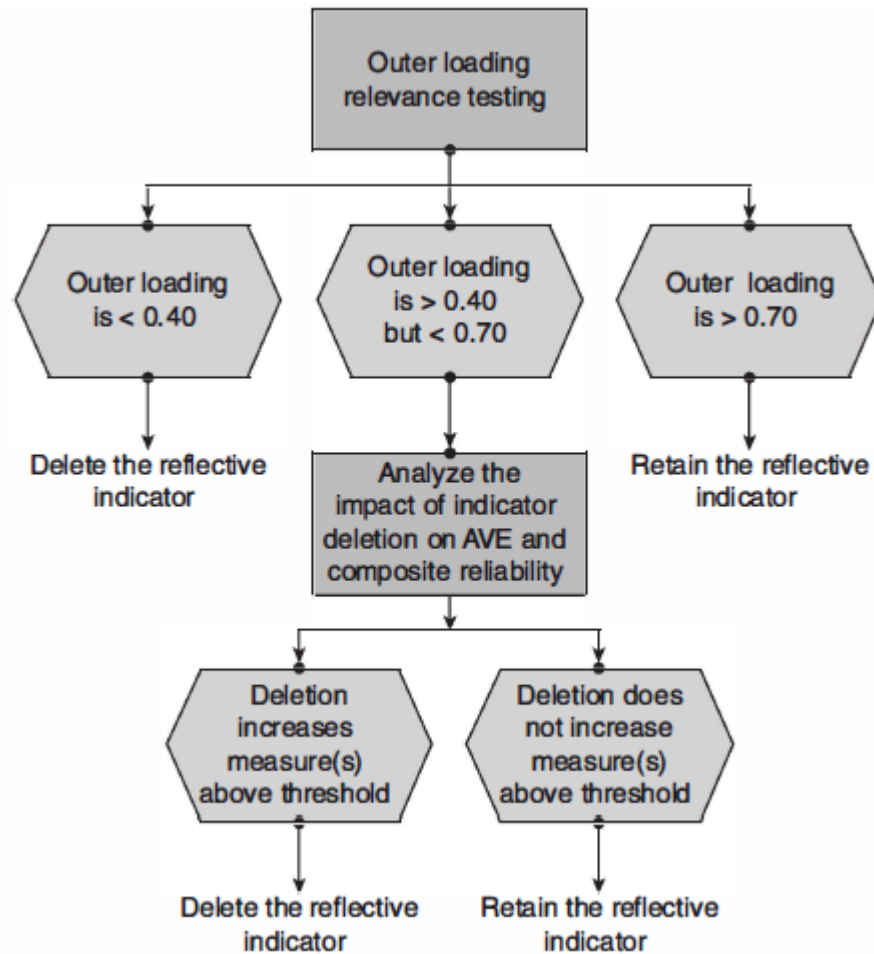 Outer loading
relevance testing
Outer loading
is < 0.40
Outer loading
is > 0.40
but < 0.70
Outer loading
is > 0.70
Delete the reflective
indicator
Analyze the
impact of indicator
deletion on AVE and
composite reliability
Retain the reflective
indicator
Deletion
increases
measure(s)
above threshold
Deletion does
not increase
measure(s)
above threshold
Delete the reflective
indicator
Retain the reflective
indicator